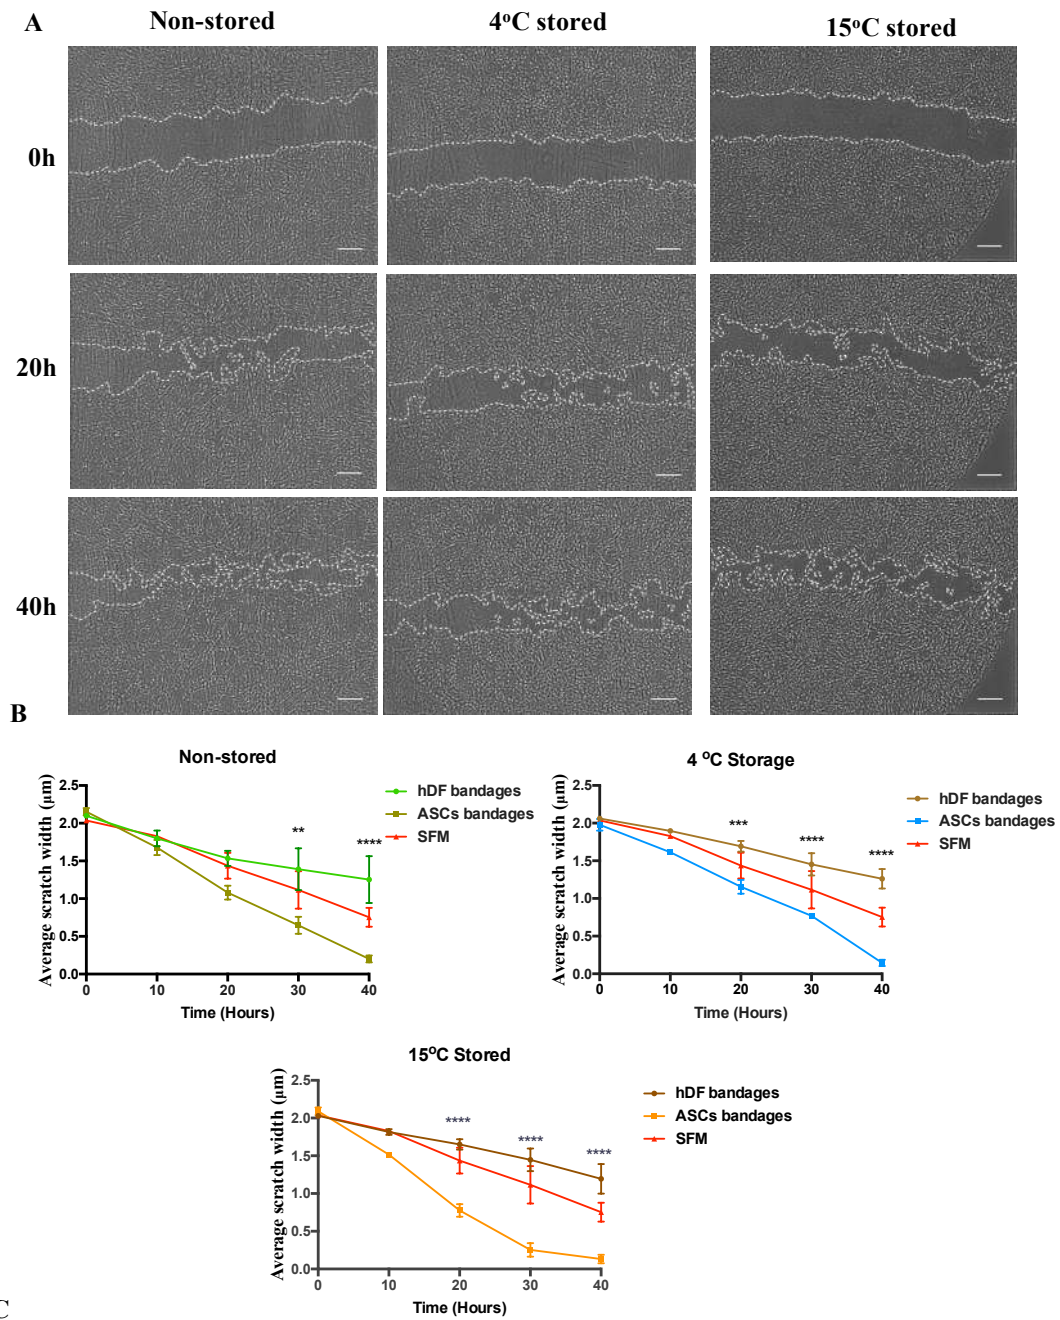 A
Non-stored
4°C stored
15°C stored
0h
20h
40h
B
Non-stored
Average scratch width (µm)
2.5
2.0
1.5
1.0
0.5
0.0
0 10 20 30 40
Time (Hours)
** ****
hDF bandages
ASCs bandages
SFM
4 °C Storage
Average scratch width (µm)
2.5
2.0
1.5
1.0
0.5
0.0
0 10 20 30 40
Time (Hours)
*** **** ****
hDF bandages
ASCs bandages
SFM
15°C Stored
Average scratch width (µm)
2.5
2.0
1.5
1.0
0.5
0.0
0 10 20 30 40
Time (Hours)
**** **** ****
hDF bandages
ASCs bandages
SFM
C